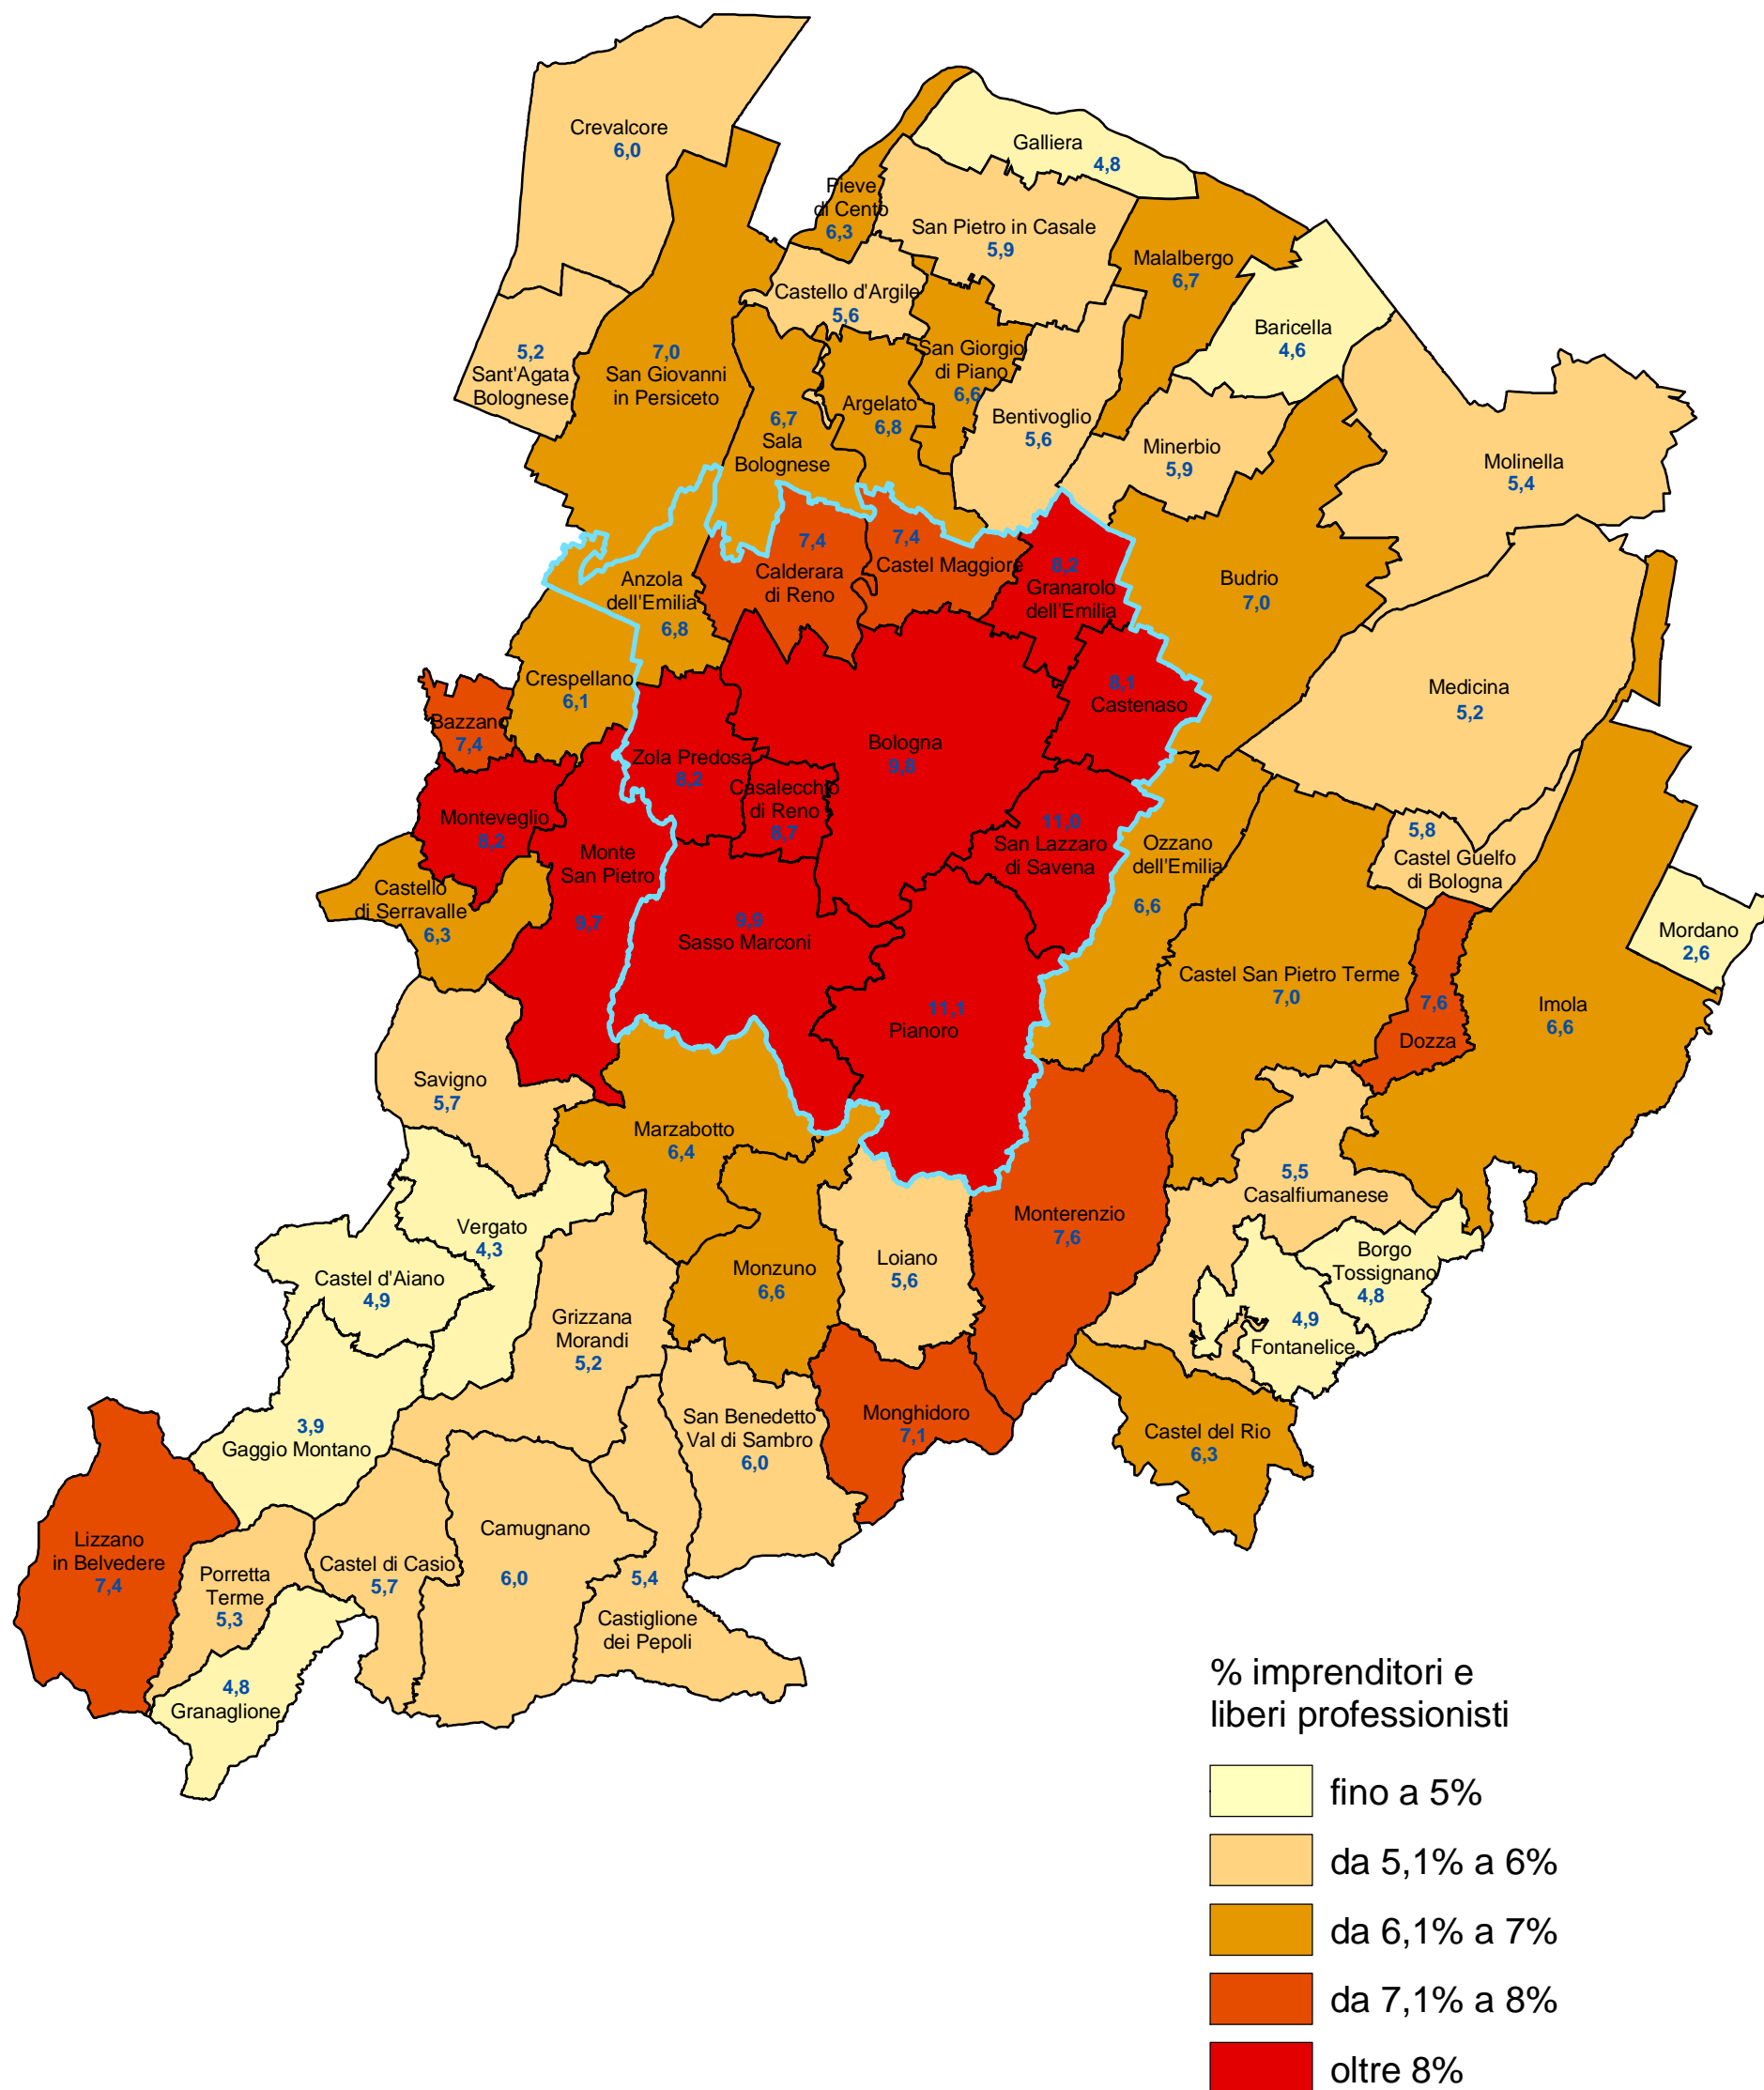 Crevalcore
6,0
Galliera
4,8
Pieve
di Cento
6,3
San Pietro in Casale
5,9
Malalbergo
6,7
Castello d'Argile
5,6
Baricella
4,6
5,2
Sant'Agata
Bolognese
7,0
San Giovanni
in Persiceto
San Giorgio
di Piano
6,6
6,7
Sala
Bolognese
Argelato
6,8
Bentivoglio
5,6
Minerbio
5,9
Molinella
5,4
7,4
Calderara
di Reno
7,4
Castel Maggiore
8,2
Granarolo
dell'Emilia
Anzola
dell'Emilia
6,8
Budrio
7,0
Crespellano
6,1
8,1
Castenaso
Medicina
5,2
Bazzano
7,4
Zola Predosa
8,2
Bologna
9,8
Casalecchio
di Reno
8,7
Monteveglio
8,2
Monte
San Pietro
9,7
11,0
San Lazzaro
di Savena
Ozzano
dell'Emilia
6,6
5,8
Castel Guelfo
di Bologna
Castello
di Serravalle
6,3
9,9
Sasso Marconi
Mordano
2,6
Castel San Pietro Terme
7,0
7,6
Dozza
Imola
6,6
11,1
Pianoro
Savigno
5,7
Marzabotto
6,4
5,5
Casalfiumanese
Vergato
4,3
Monterenzio
7,6
Castel d'Aiano
4,9
Monzuno
6,6
Loiano
5,6
Borgo
Tossignano
4,8
Grizzana
Morandi
5,2
4,9
Fontanelice
3,9
Gaggio Montano
San Benedetto
Val di Sambro
6,0
Monghidoro
7,1
Castel del Rio
6,3
Lizzano
in Belvedere
7,4
Porretta
Terme
5,3
Castel di Casio
5,7
Camugnano
6,0
5,4
Castiglione
dei Pepoli
4,8
Granaglione
% imprenditori e
liberi professionisti
fino a 5%
da 5,1% a 6%
da 6,1% a 7%
da 7,1% a 8%
oltre 8%